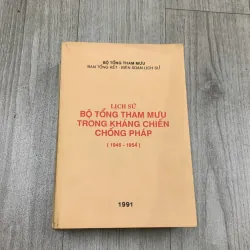 BỘ TỔNG THAM MƯU
BAN TỔNG KẾT - BIÊN SOẠN LỊCH SỬ
LỊCH SỬ
BỘ TỔNG THAM MƯU
TRONG KHÁNG CHIẾN
CHỐNG PHÁP
( 1945 - 1954 )
1991